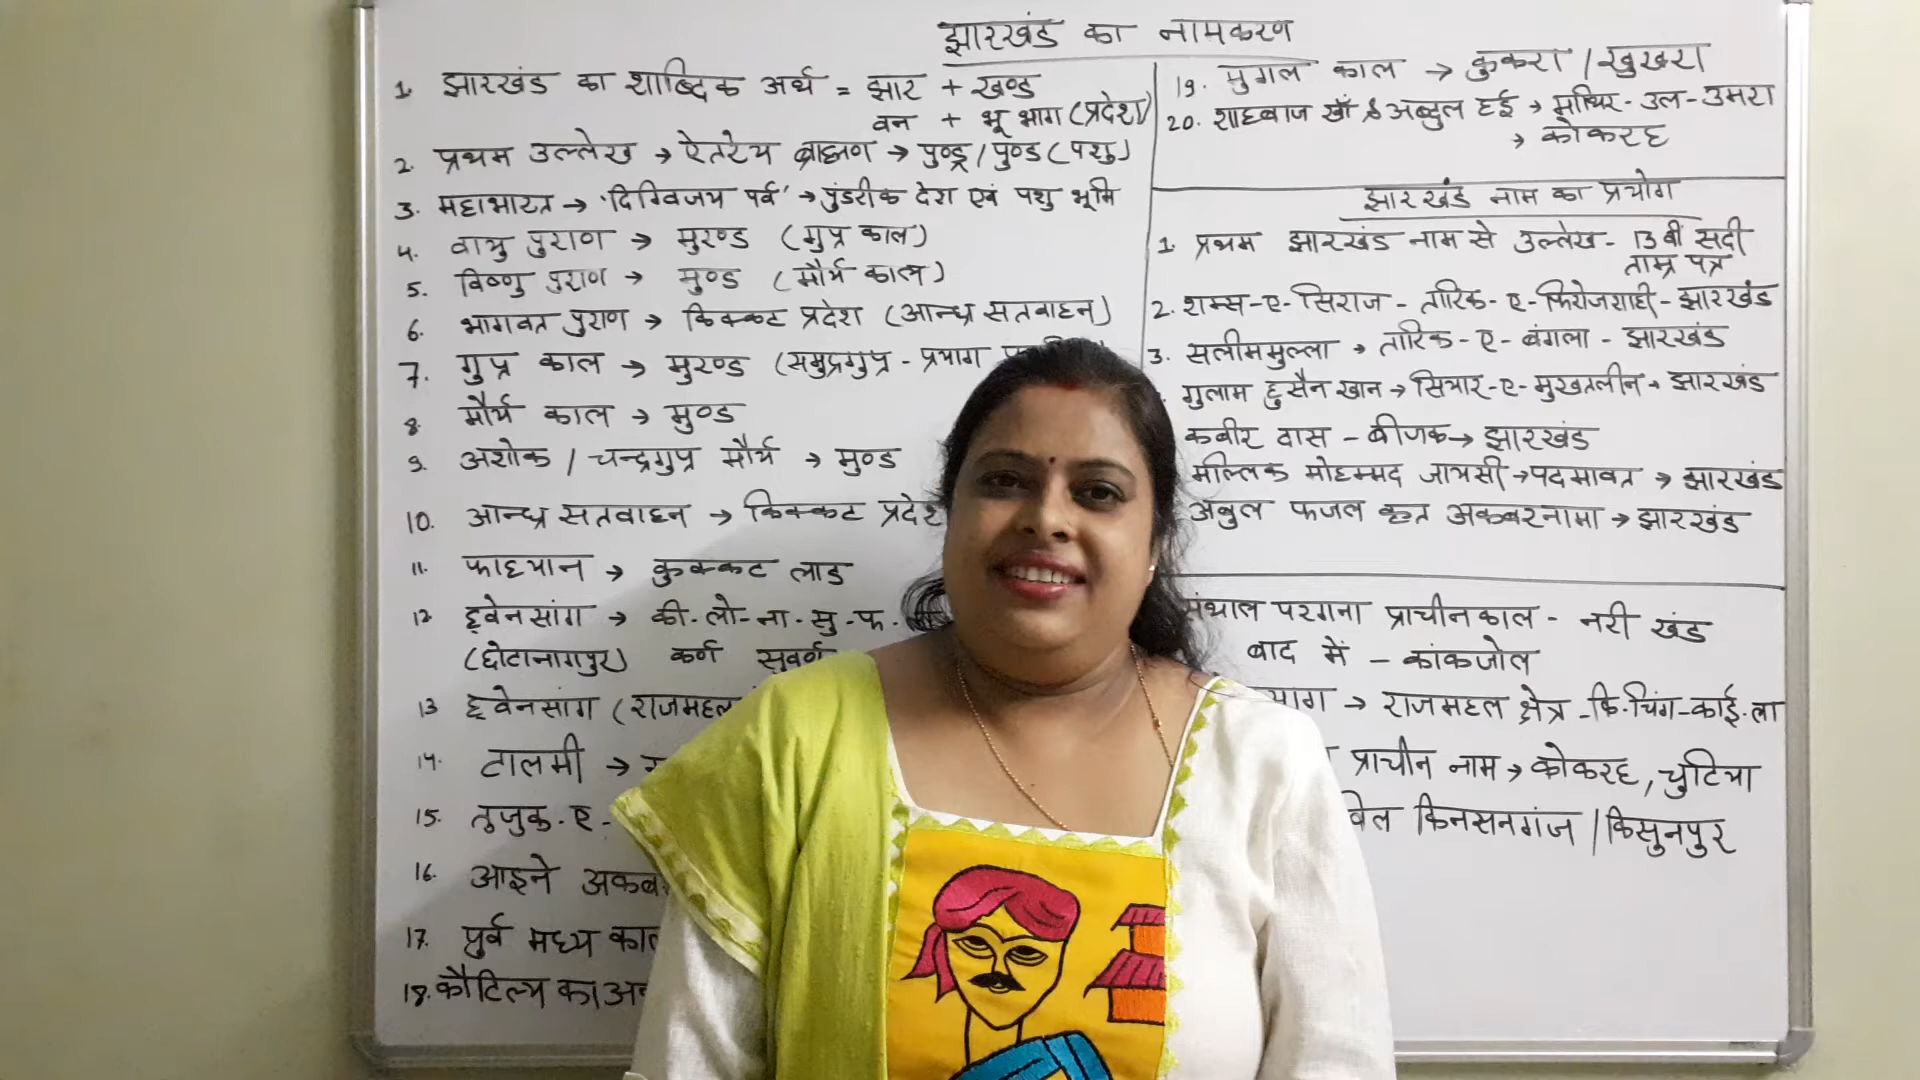 झारखंड का नामकरण
1. झारखंड का शाब्दिक अर्थ = झार + खण्ड
वन + भू भाग (प्रदेश)
2. प्रथम उल्लेख → ऐतरेय ब्राह्मण → पुण्ड्र / पुण्ड (पशु)
3. महाभारत → 'दिग्विजय पर्व' → पुंडरीक देश एवं पशु भूमि
4. वायु पुराण → मुरण्ड (गुप्त काल)
5. विष्णु पुराण → मुण्ड (मौर्य काल)
6. भागवत पुराण → किक्कट प्रदेश (आन्ध्र सतवाहन)
7. गुप्त काल → मुरण्ड (समुद्रगुप्त - प्रयाग
8. मौर्य काल → मुण्ड
9. अशोक / चन्द्रगुप्त मौर्य → मुण्ड
10. आन्ध्र सतवाहन → किक्कट प्रदेश
11. फाहयान → कुक्कट लाड
12. ह्वेनसांग → की-लो-ना-सु-फ-
(छोटानागपुर) कर्ण सुवर्ण
13 ह्वेनसांग (राजमहल
14. टालमी →
15. तुजुक-ए-
16. आइने अकब
17. पुर्व मध्य काल
18. कौटिल्य का अ
19. मुगल काल → कुकरा / खुखरा
20. शाहबाज खाँ & अब्दुल हई → माथिर-उल-उमरा
→ कोकरह
झारखंड नाम का प्रयोग
1. प्रथम झारखंड नाम से उल्लेख - 13वी सदी
ताम्र पत्र
2. शम्स-ए-सिराज - तारिक-ए-फिरोजशाही - झारखंड
3. सलीममुल्ला → तारिक-ए-बंगला - झारखंड
गुलाम हुसैन खान → सियार-ए-मुखतलीन → झारखंड
कबीर दास - बीजक → झारखंड
मल्लिक मोहम्मद जायसी → पदमावत → झारखंड
अबुल फजल कृत अकबरनामा → झारखंड
संथाल परगना प्राचीनकाल - नरी खंड
बाद में - कांकजोल
→ राजमहल क्षेत्र - कि-चिंग-काई-ला
प्राचीन नाम → कोकरह, चुटिया
किनसनगंज / किसुनपुर